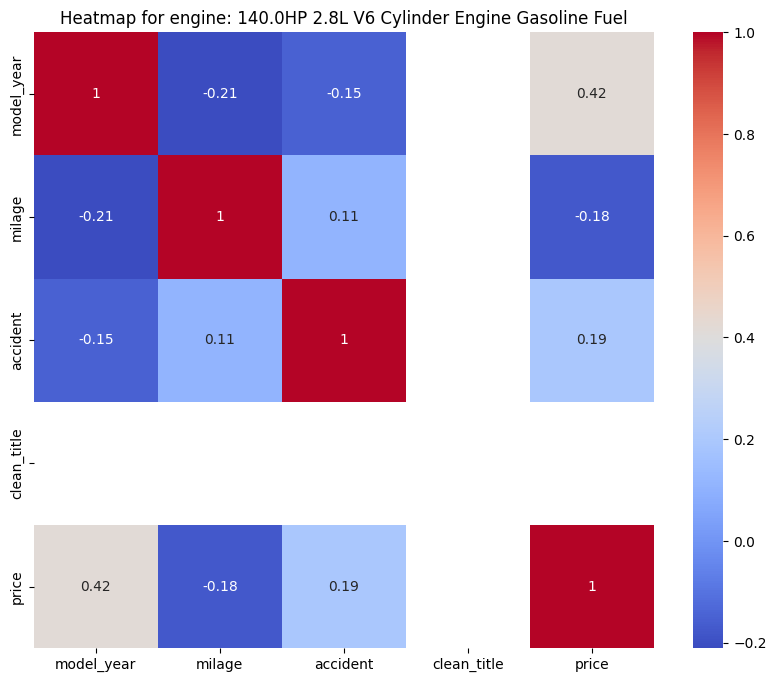 Heatmap for engine: 140.0HP 2.8L V6 Cylinder Engine Gasoline Fuel
model_year
1
-0.21
-0.15
0.42
milage
-0.21
1
0.11
-0.18
accident
-0.15
0.11
1
0.19
clean_title
price
0.42
-0.18
0.19
1
model_year
milage
accident
clean_title
price
1.0
0.8
0.6
0.4
0.2
0.0
−0.2